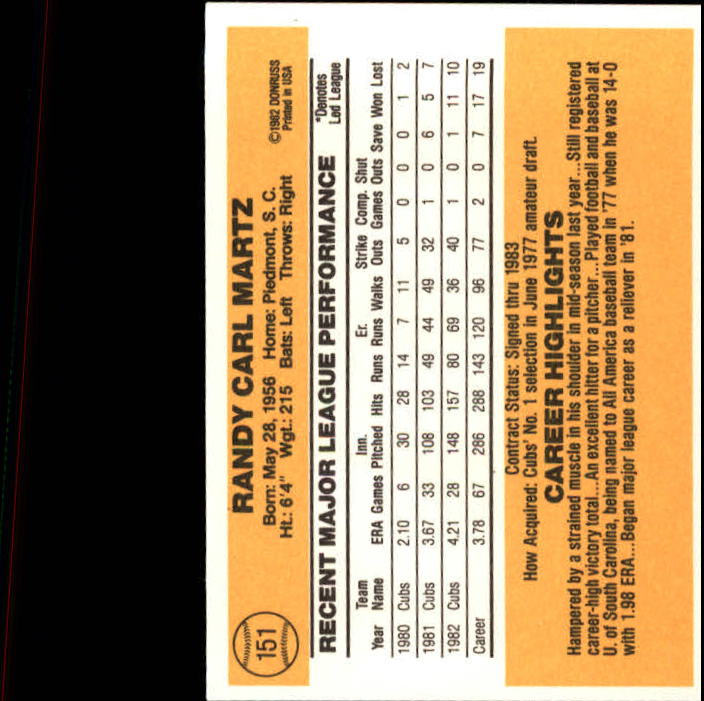 151
RANDY CARL MARTZ
Born: May 28, 1956 Home: Piedmont, S. C.
Ht.: 6'4" Wgt.: 215 Bats: Left Throws: Right
©1982 DONRUSS
Printed in USA
RECENT MAJOR LEAGUE PERFORMANCE
*Denotes
Led League
Team Inn. Er. Strike Comp. Shut
Year Name ERA Games Pitched Hits Runs Runs Walks Outs Games Outs Save Won Lost
1980 Cubs 2.10 6 30 28 14 7 11 5 0 0 0 1 2
1981 Cubs 3.67 33 108 103 49 44 49 32 1 0 6 5 7
1982 Cubs 4.21 28 148 157 80 69 36 40 1 0 1 11 10
Career 3.78 67 286 288 143 120 96 77 2 0 7 17 19
Contract Status: Signed thru 1983
How Acquired: Cubs' No. 1 selection in June 1977 amateur draft.
CAREER HIGHLIGHTS
Hampered by a strained muscle in his shoulder in mid-season last year...Still registered
career-high victory total...An excellent hitter for a pitcher...Played football and baseball at
U. of South Carolina, being named to All America baseball team in '77 when he was 14-0
with 1.98 ERA...Began major league career as a reliever in '81.